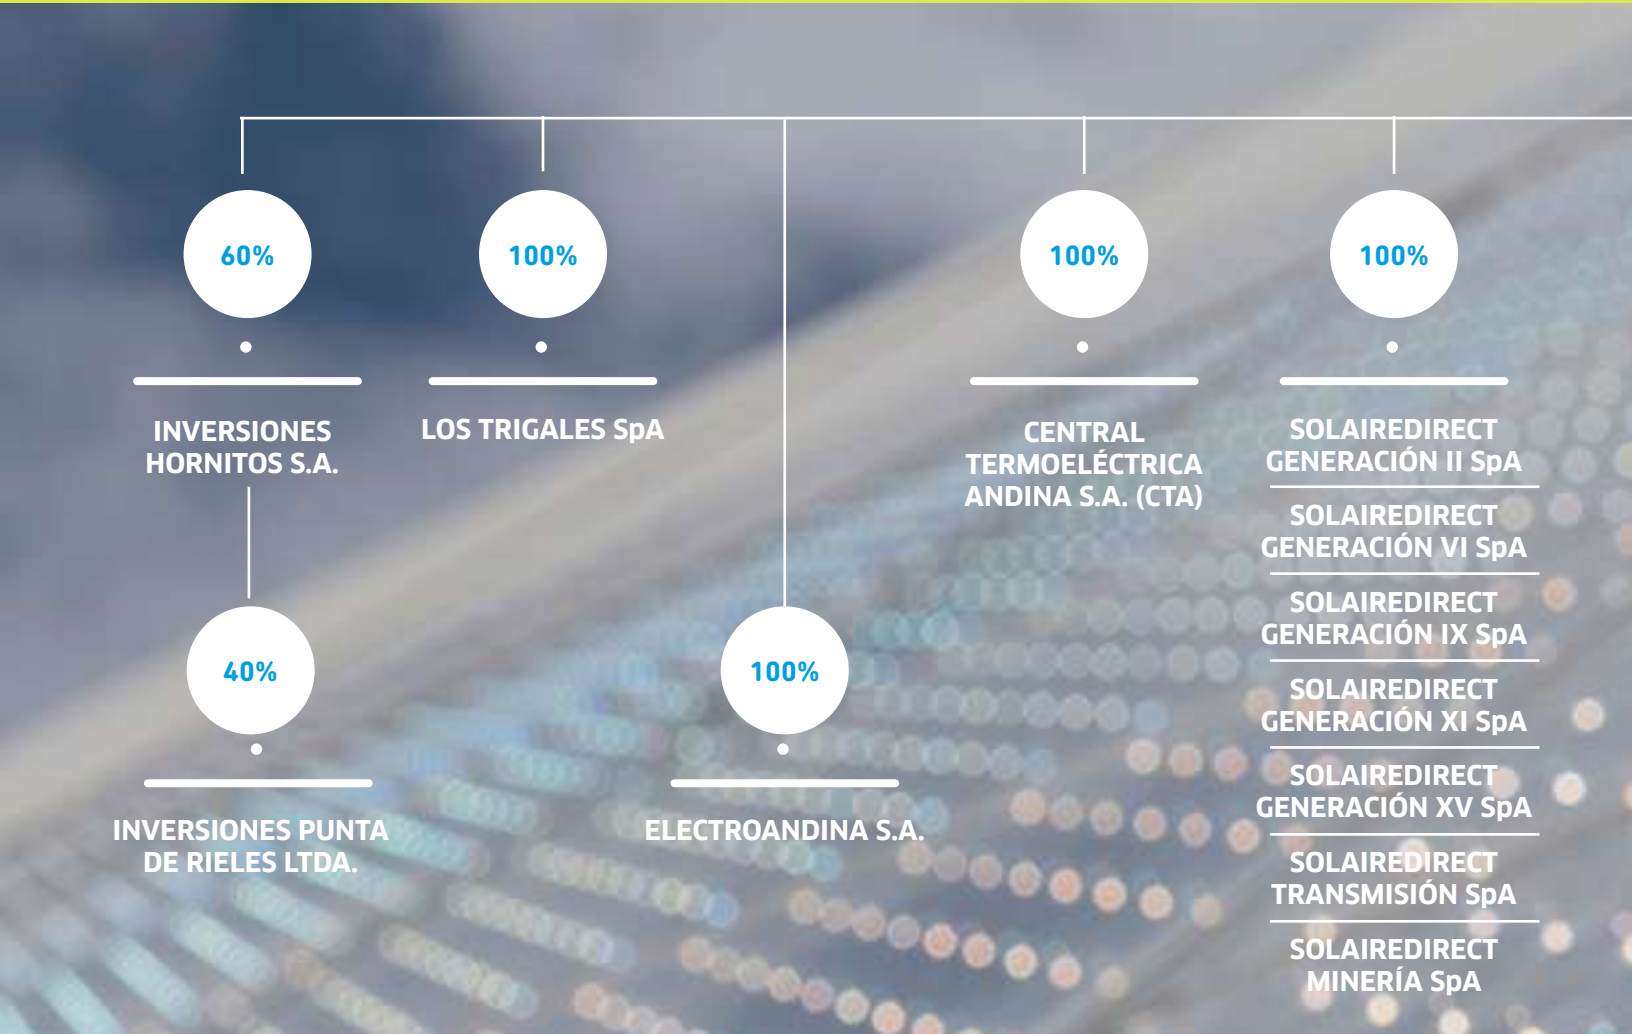 60%
100%
100%
100%
INVERSIONES
HORNITOS S.A.
LOS TRIGALES SpA
CENTRAL
TERMOELÉCTRICA
ANDINA S.A. (CTA)
SOLAIREDIRECT
GENERACIÓN II SpA
SOLAIREDIRECT
GENERACIÓN VI SpA
SOLAIREDIRECT
GENERACIÓN IX SpA
SOLAIREDIRECT
GENERACIÓN XI SpA
SOLAIREDIRECT
GENERACIÓN XV SpA
SOLAIREDIRECT
TRANSMISIÓN SpA
SOLAIREDIRECT
MINERÍA SpA
40%
100%
INVERSIONES PUNTA
DE RIELES LTDA.
ELECTROANDINA S.A.